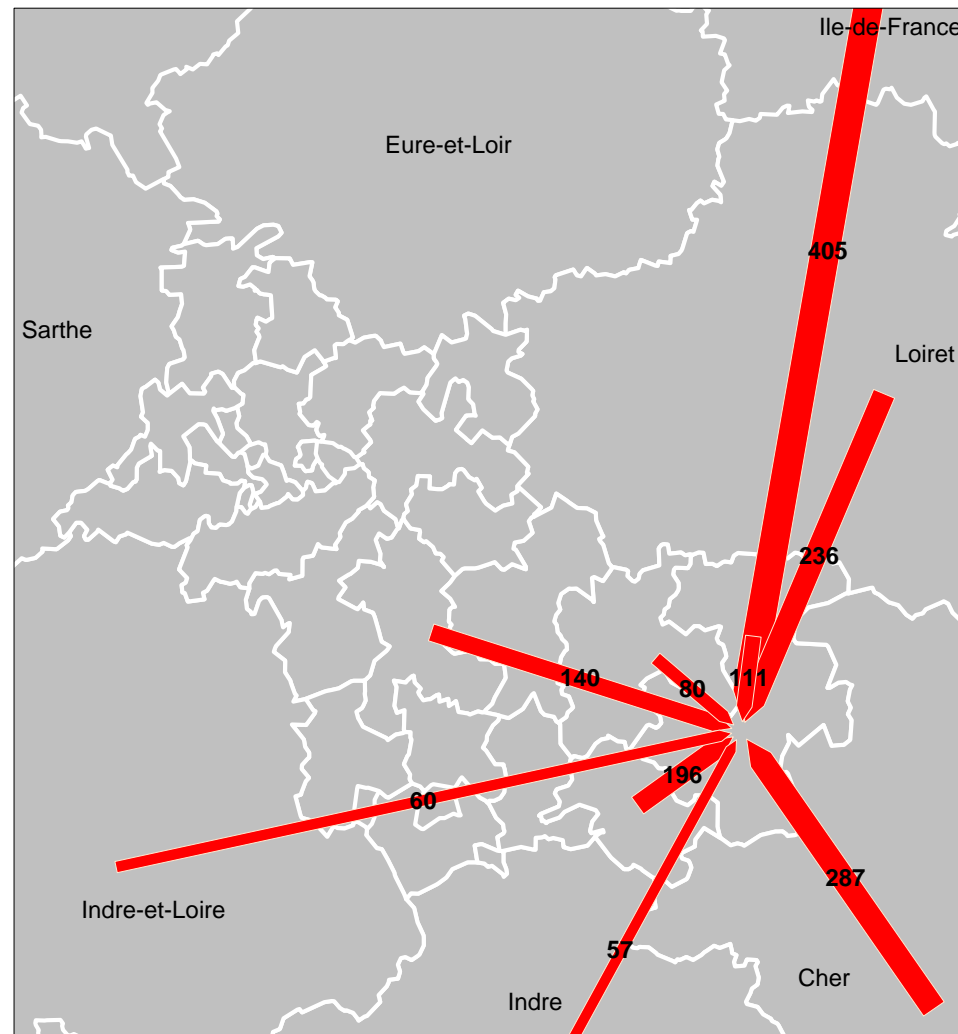 Ile-de-France
Eure-et-Loir
405
Sarthe
Loiret
236
140
80
111
196
60
287
Indre-et-Loire
57
Cher
Indre